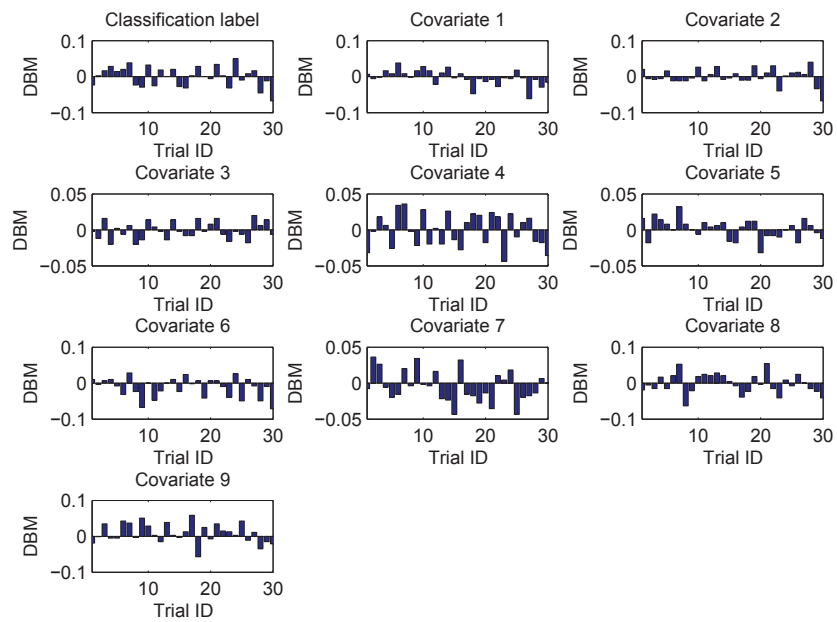 Classification label
0.1
0
−0.1
DBM
10 20 30
Trial ID
Covariate 1
0.1
0
−0.1
DBM
10 20 30
Trial ID
Covariate 2
0.1
0
−0.1
DBM
10 20 30
Trial ID
Covariate 3
0.05
0
−0.05
DBM
10 20 30
Trial ID
Covariate 4
0.05
0
−0.05
DBM
10 20 30
Trial ID
Covariate 5
0.05
0
−0.05
DBM
10 20 30
Trial ID
Covariate 6
0.1
0
−0.1
DBM
10 20 30
Trial ID
Covariate 7
0.05
0
−0.05
DBM
10 20 30
Trial ID
Covariate 8
0.1
0
−0.1
DBM
10 20 30
Trial ID
Covariate 9
0.1
0
−0.1
DBM
10 20 30
Trial ID